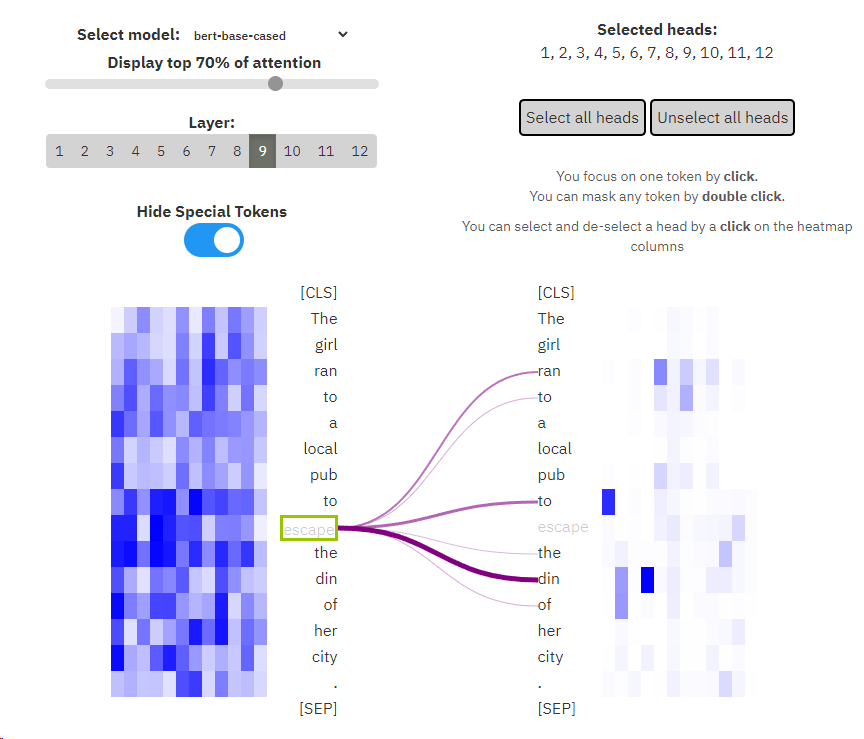 Select model: bert-base-cased
Display top 70% of attention
Layer:
1 2 3 4 5 6 7 8 9 10 11 12
Hide Special Tokens
Selected heads:
1, 2, 3, 4, 5, 6, 7, 8, 9, 10, 11, 12
Select all heads Unselect all heads
You focus on one token by click.
You can mask any token by double click.
You can select and de-select a head by a click on the heatmap
columns
[CLS] [CLS]
The The
girl girl
ran ran
to to
a a
local local
pub pub
to to
escape escape
the the
din din
of of
her her
city city
. .
[SEP] [SEP]